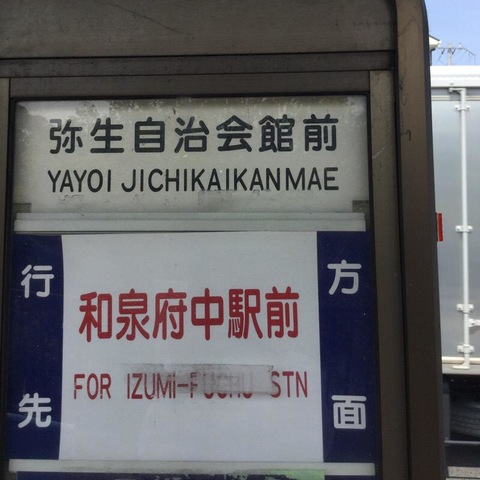 弥生自治会館前
YAYOI JICHIKAIKANMAE
行先
和泉府中駅前
FOR IZUMI-FUCHU STN
方面